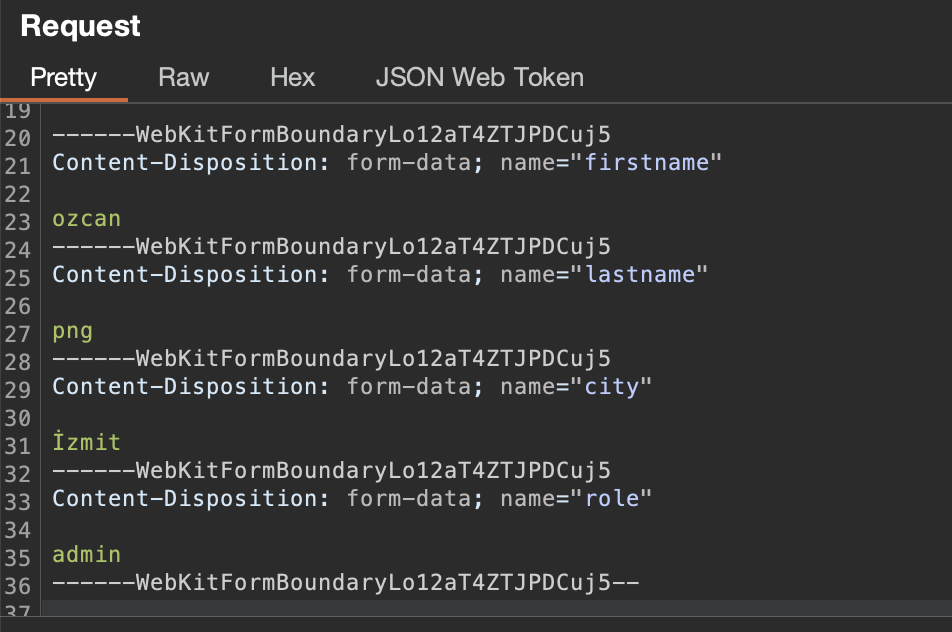 Request
Pretty Raw Hex JSON Web Token
19
20 ------WebKitFormBoundaryLo12aT4ZTJPDCuj5
21 Content-Disposition: form-data; name="firstname"
22
23 ozcan
24 ------WebKitFormBoundaryLo12aT4ZTJPDCuj5
25 Content-Disposition: form-data; name="lastname"
26
27 png
28 ------WebKitFormBoundaryLo12aT4ZTJPDCuj5
29 Content-Disposition: form-data; name="city"
30
31 İzmit
32 ------WebKitFormBoundaryLo12aT4ZTJPDCuj5
33 Content-Disposition: form-data; name="role"
34
35 admin
36 ------WebKitFormBoundaryLo12aT4ZTJPDCuj5--
37